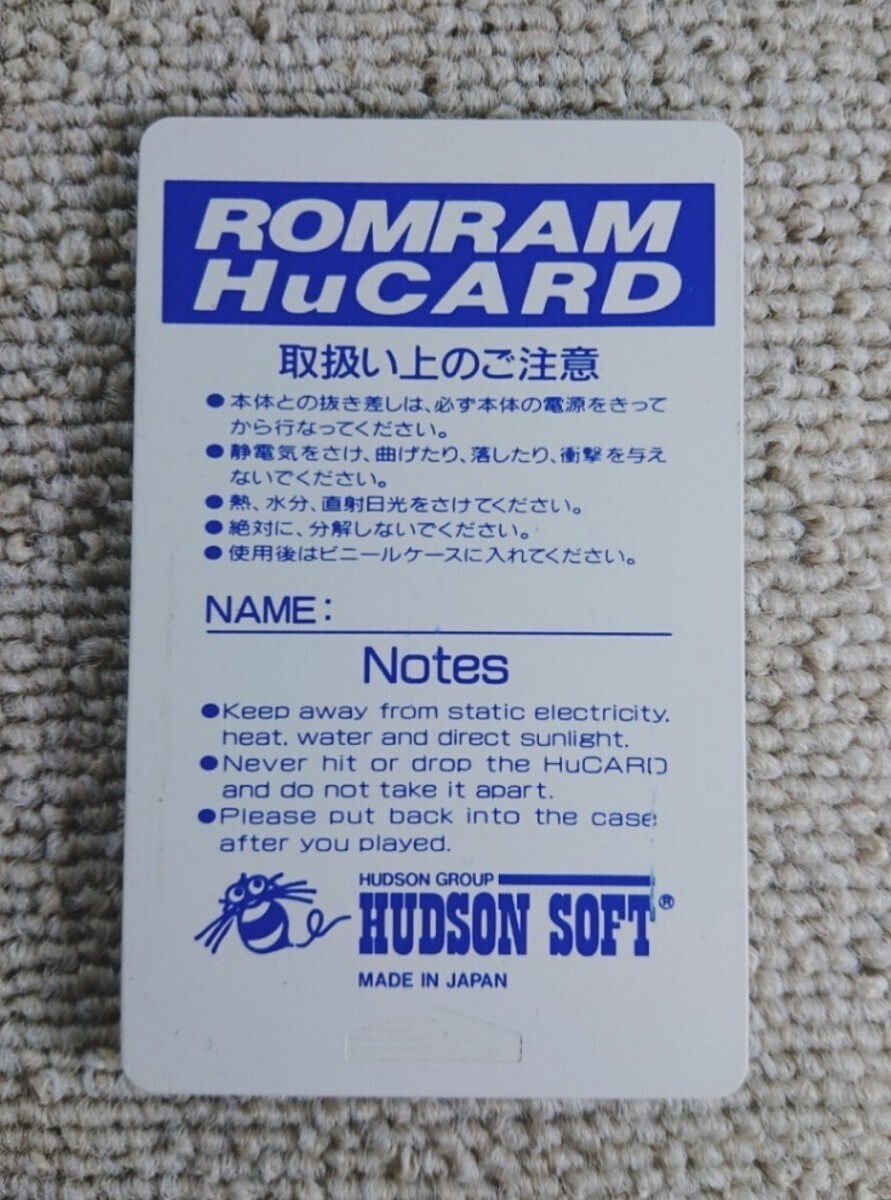 ROMRAM
HuCARD
取扱い上のご注意
●本体との抜き差しは、必ず本体の電源をきって
から行なってください。
●静電気をさけ、曲げたり、落したり、衝撃を与え
ないでください。
●熱、水分、直射日光をさけてください。
●絶対に、分解しないでください。
●使用後はビニールケースに入れてください。
NAME:
Notes
●Keep away from static electricity,
heat, water and direct sunlight.
●Never hit or drop the HuCARD
and do not take it apart.
●Please put back into the case
after you played.
HUDSON GROUP
HUDSON SOFT®
MADE IN JAPAN